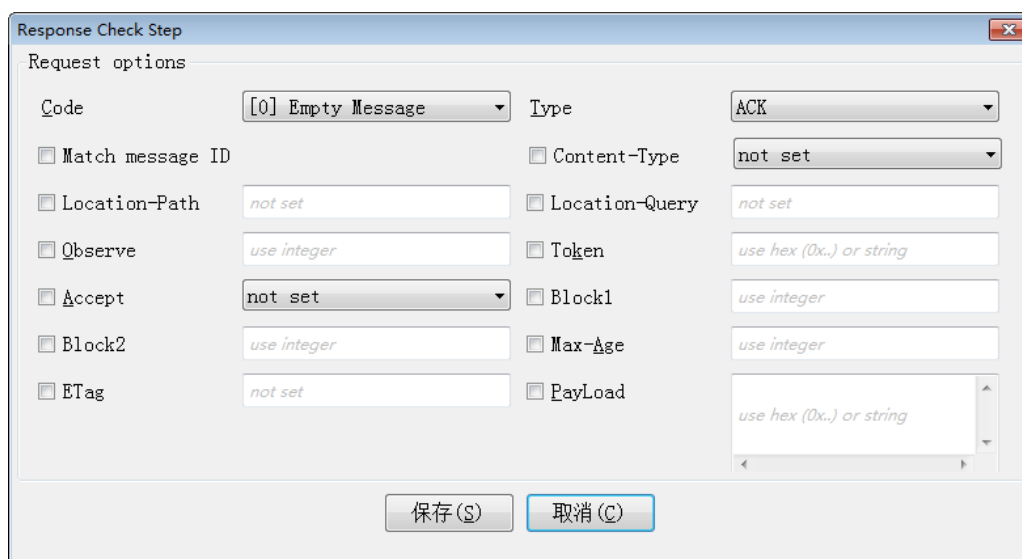 Response Check Step
Request options
Code [0] Empty Message Type ACK
Match message ID Content-Type not set
Location-Path not set Location-Query not set
Observe use integer Token use hex (0x..) or string
Accept not set Block1 use integer
Block2 use integer Max-Age use integer
ETag not set PayLoad use hex (0x..) or string
保存(S) 取消(C)